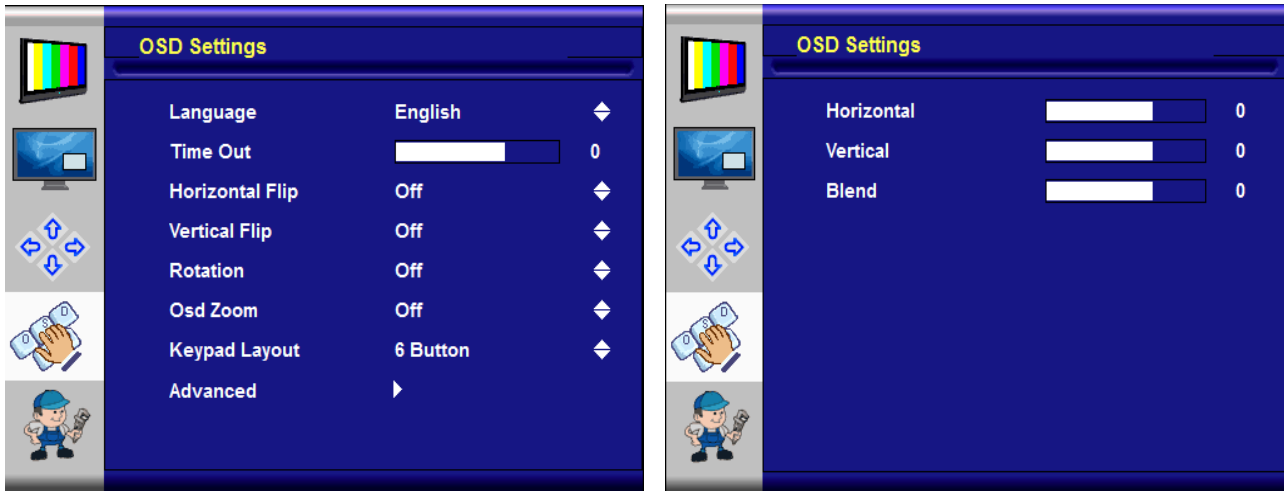 OSD Settings
Language English
Time Out 0
Horizontal Flip Off
Vertical Flip Off
Rotation Off
Osd Zoom Off
Keypad Layout 6 Button
Advanced
O S D
OSD Settings
Horizontal 0
Vertical 0
Blend 0
O S D